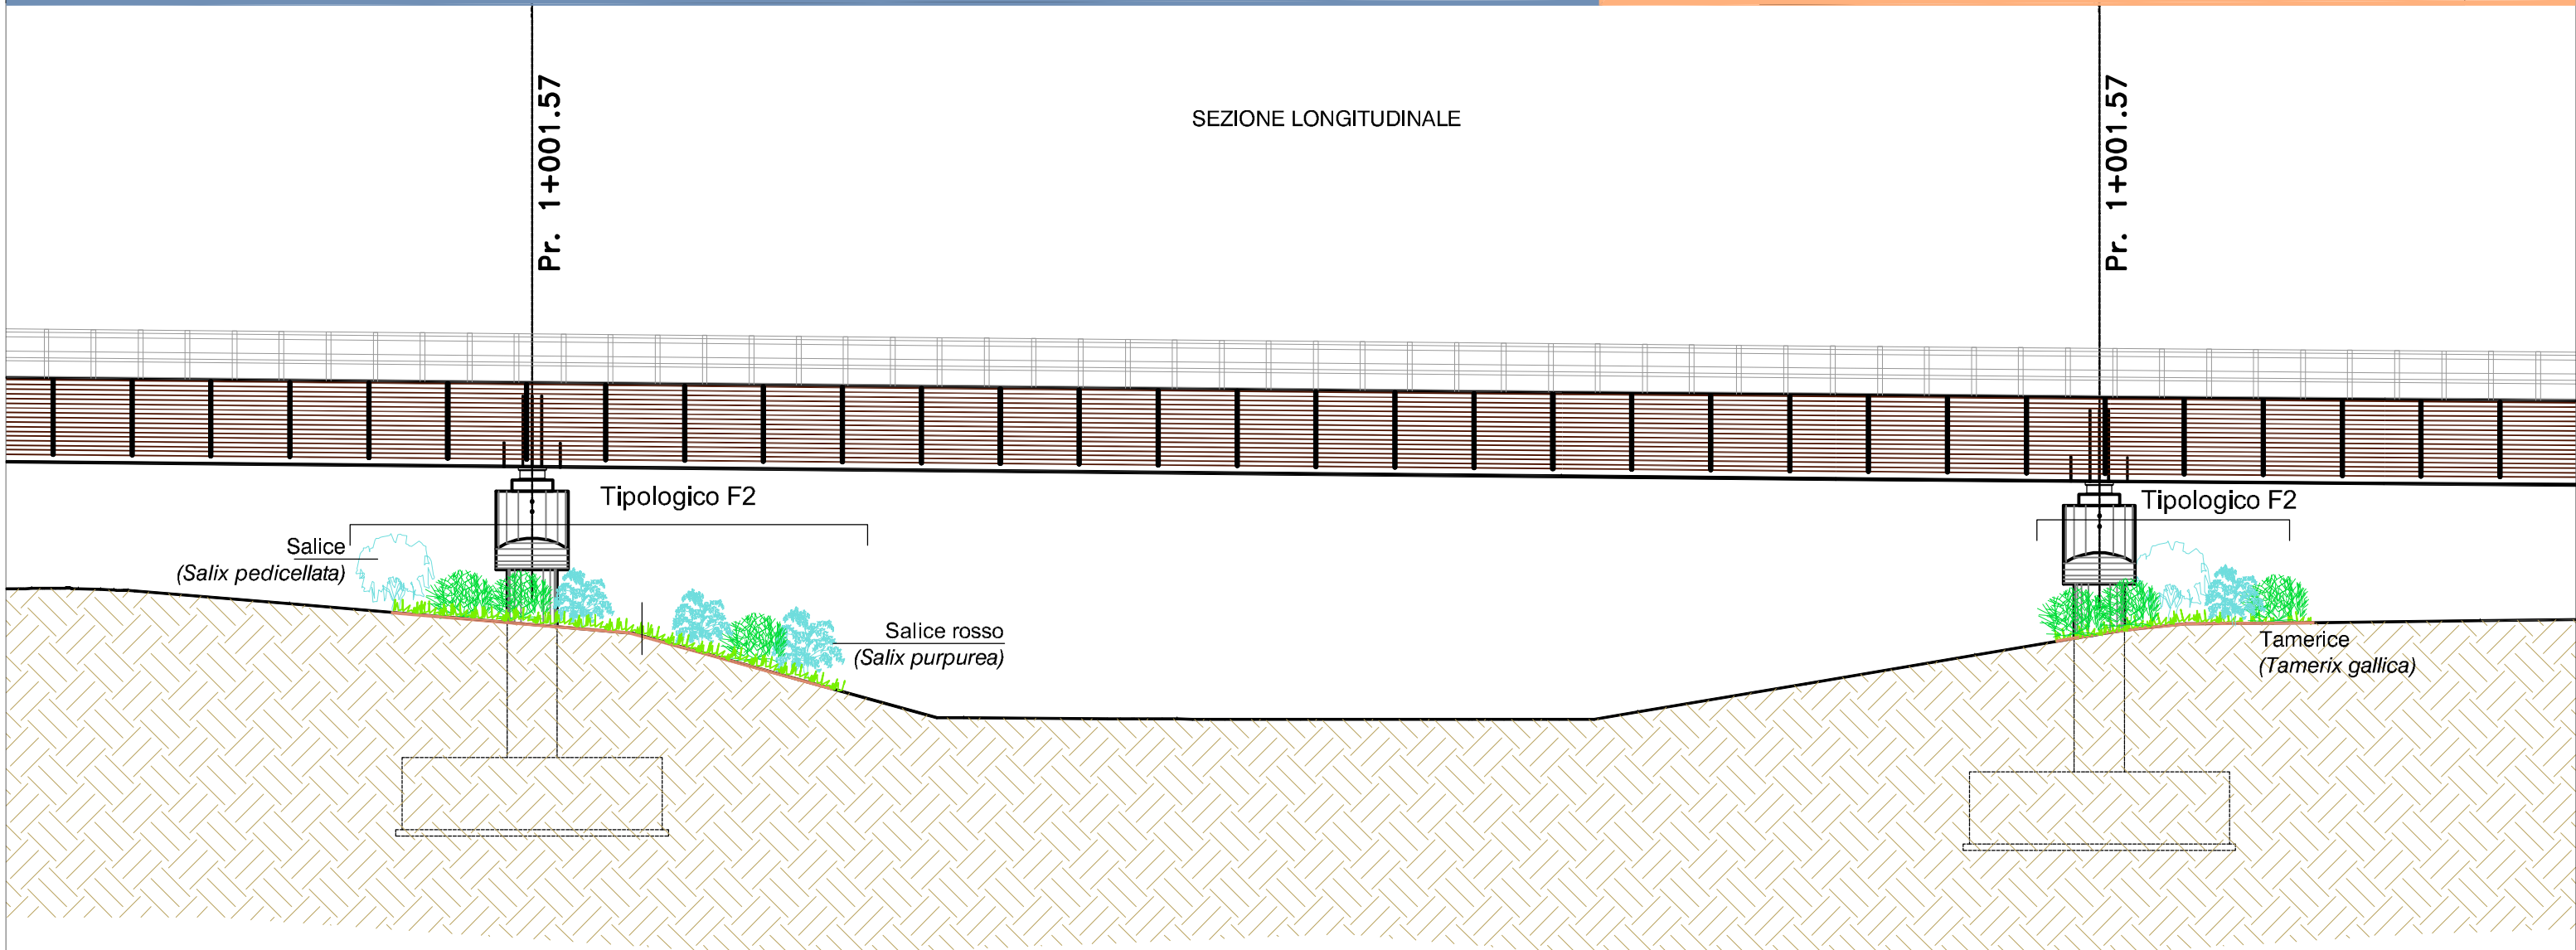 SEZIONE LONGITUDINALE
Pr. 1+001.57
Pr. 1+001.57
Tipologico F2
Tipologico F2
Salice
(Salix pedicellata)
Salice rosso
(Salix purpurea)
Tamerice
(Tamerix gallica)